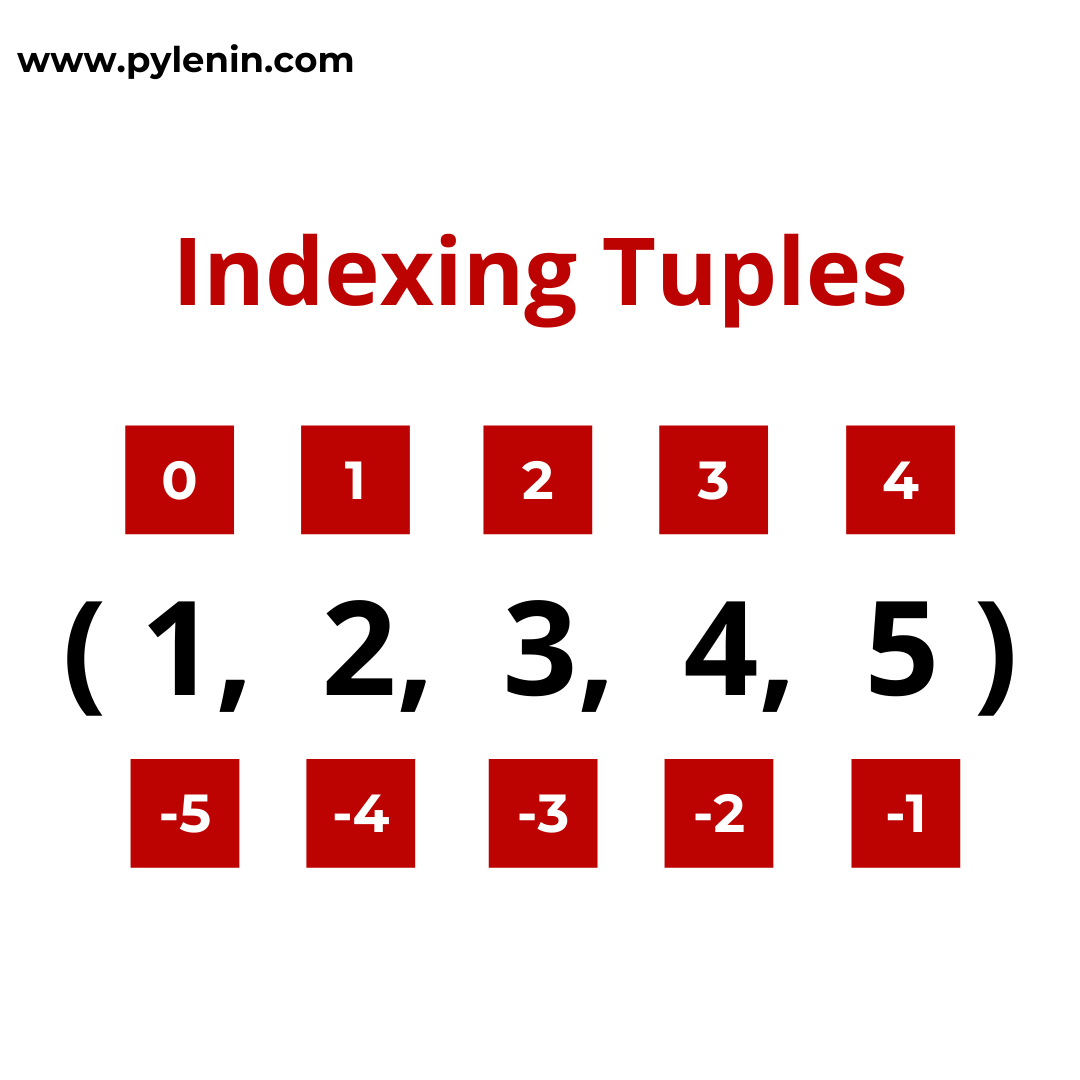 www.pylenin.com
Indexing Tuples
0 1 2 3 4
( 1, 2, 3, 4, 5 )
-5 -4 -3 -2 -1